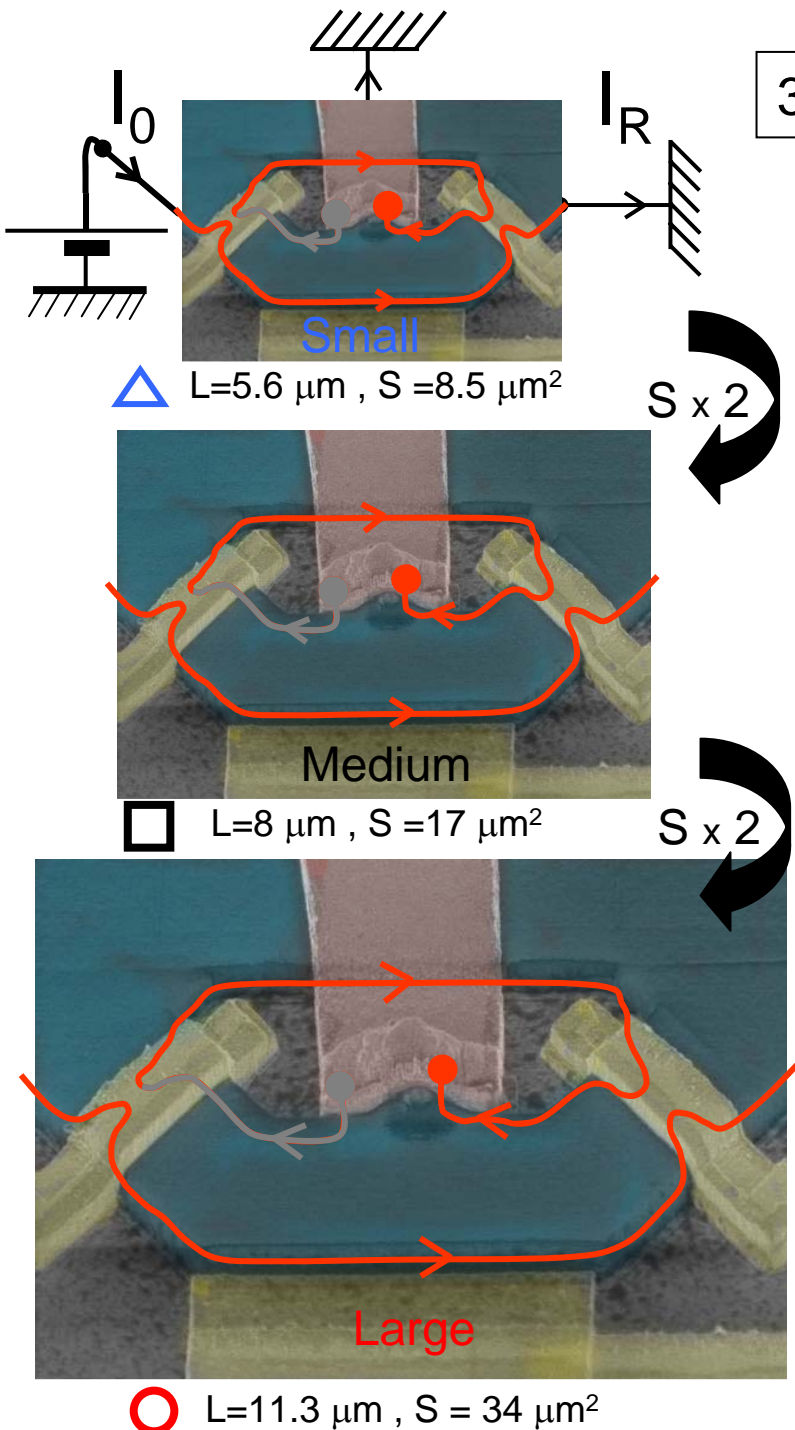 I0
IR
3
Small
L=5.6 μm , S =8.5 μm²
S x 2
Medium
L=8 μm , S =17 μm²
S x 2
Large
L=11.3 μm , S = 34 μm²